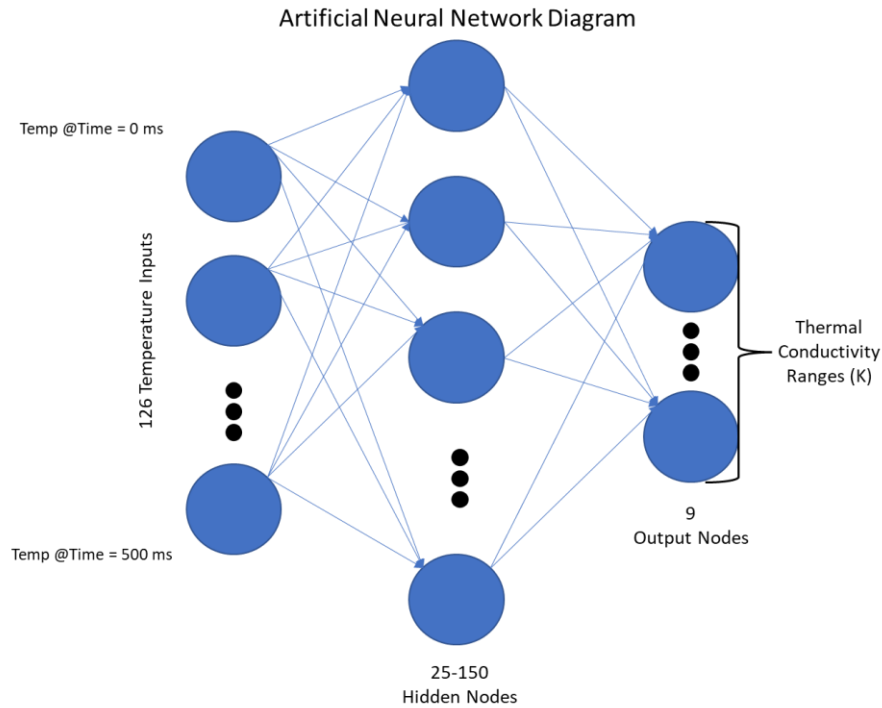 Artificial Neural Network Diagram
Temp @Time = 0 ms
126 Temperature Inputs
Temp @Time = 500 ms
25-150
Hidden Nodes
9
Output Nodes
Thermal
Conductivity
Ranges (K)